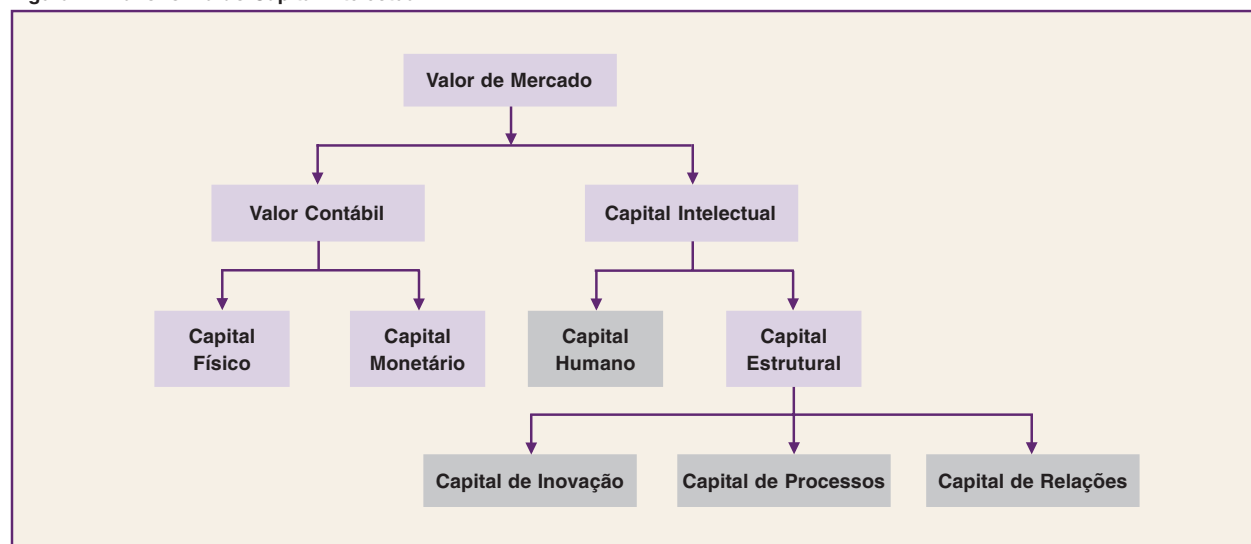 Valor de Mercado
Valor Contábil
Capital Intelectual
Capital
Físico
Capital
Monetário
Capital
Humano
Capital
Estrutural
Capital de Inovação
Capital de Processos
Capital de Relações